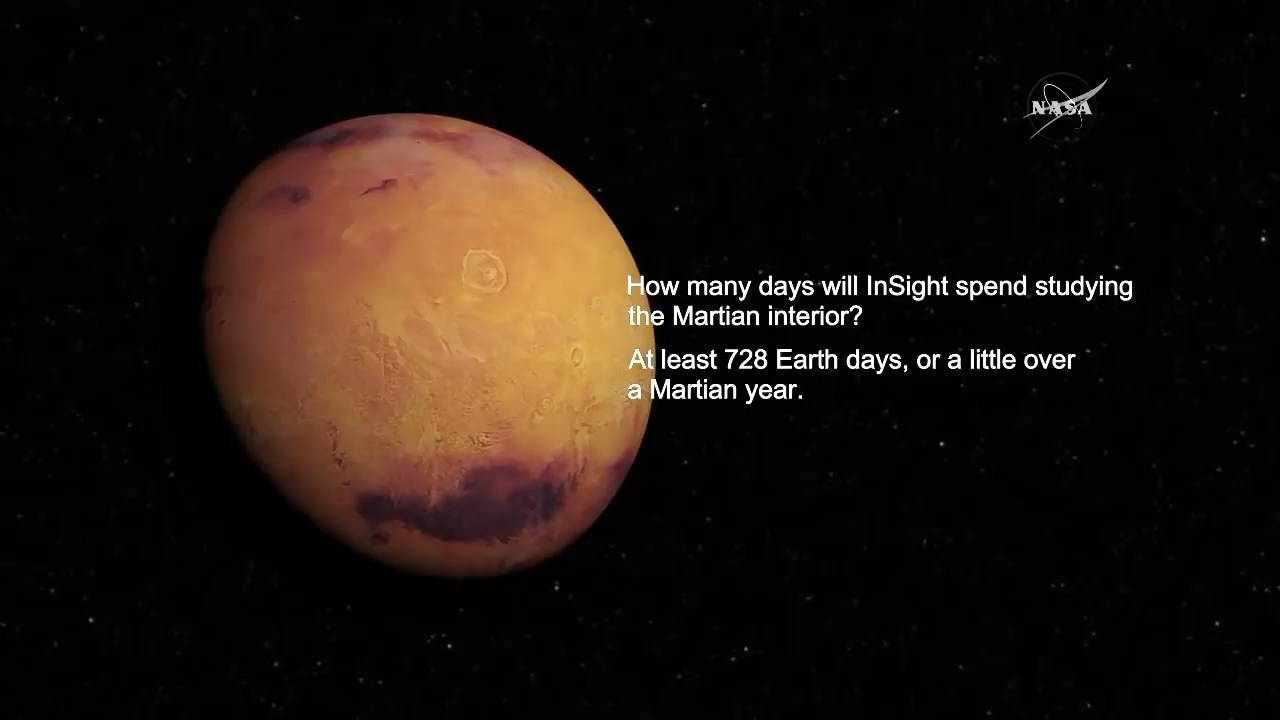 NASA
How many days will InSight spend studying
the Martian interior?
At least 728 Earth days, or a little over
a Martian year.